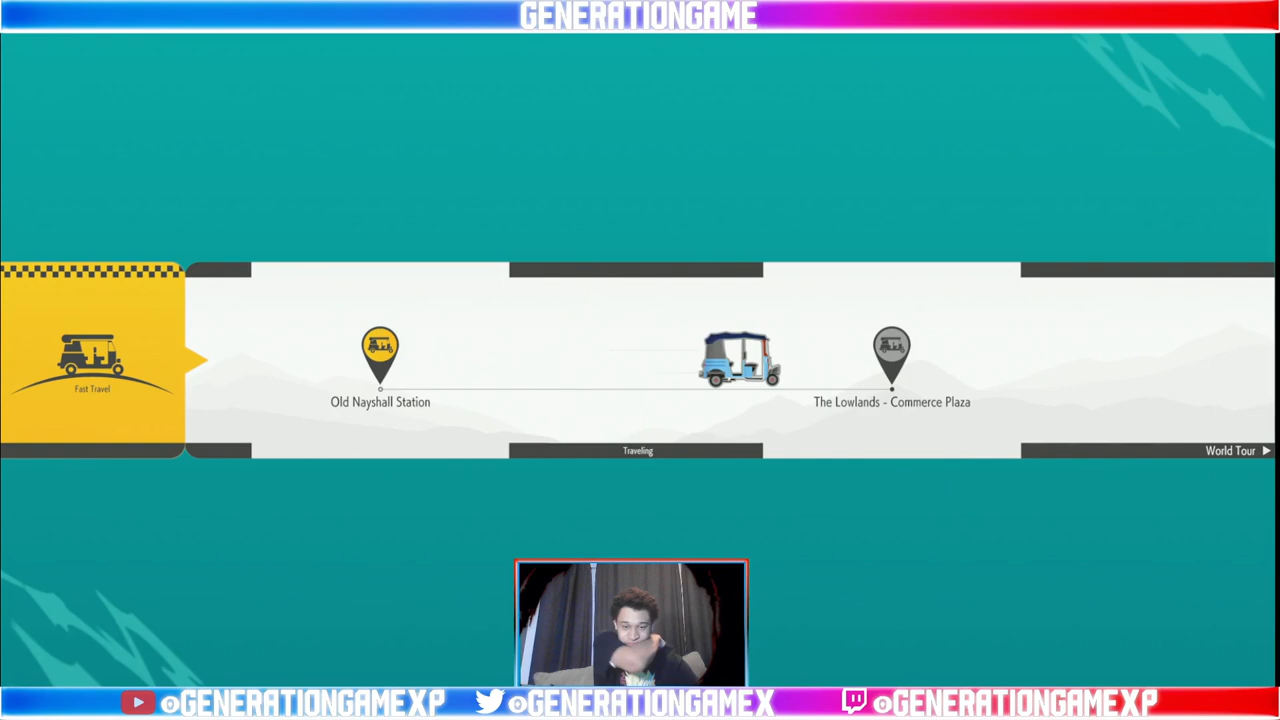 GENERATIONGAME
Fast Travel
Old Nayshall Station
The Lowlands - Commerce Plaza
Traveling
World Tour
@GENERATIONGAMEXP
@GENERATIONGAMEX
@GENERATIONGAMEXP